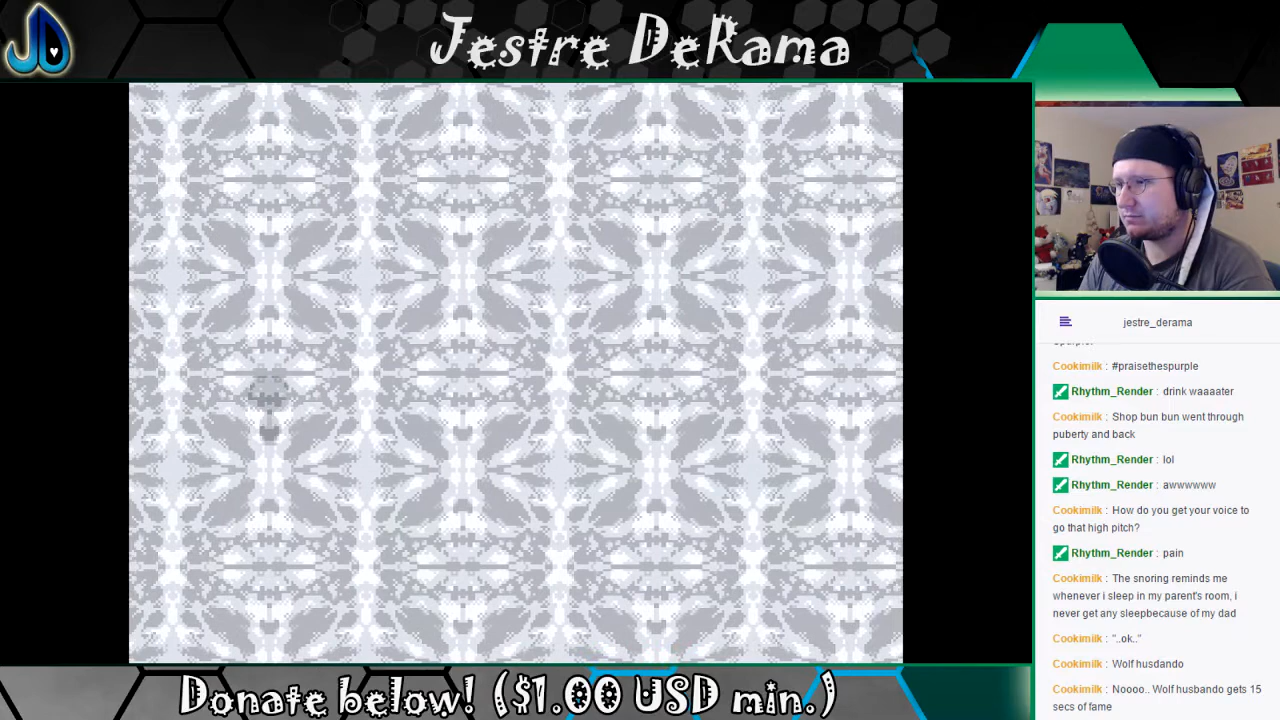 JD
Jestre DeRama
jestre_derama
Cookimilk : #praisethespurple
Rhythm_Render : drink waaaater
Cookimilk : Shop bun bun went through
puberty and back
Rhythm_Render : lol
Rhythm_Render : awwwwww
Cookimilk : How do you get your voice to
go that high pitch?
Rhythm_Render : pain
Cookimilk : The snoring reminds me
whenever i sleep in my parent's room, i
never get any sleepbecause of my dad
Cookimilk : "..ok.."
Cookimilk : Wolf husdando
Cookimilk : Noooo.. Wolf husbando gets 15
secs of fame
Donate below! ($1.00 USD min.)